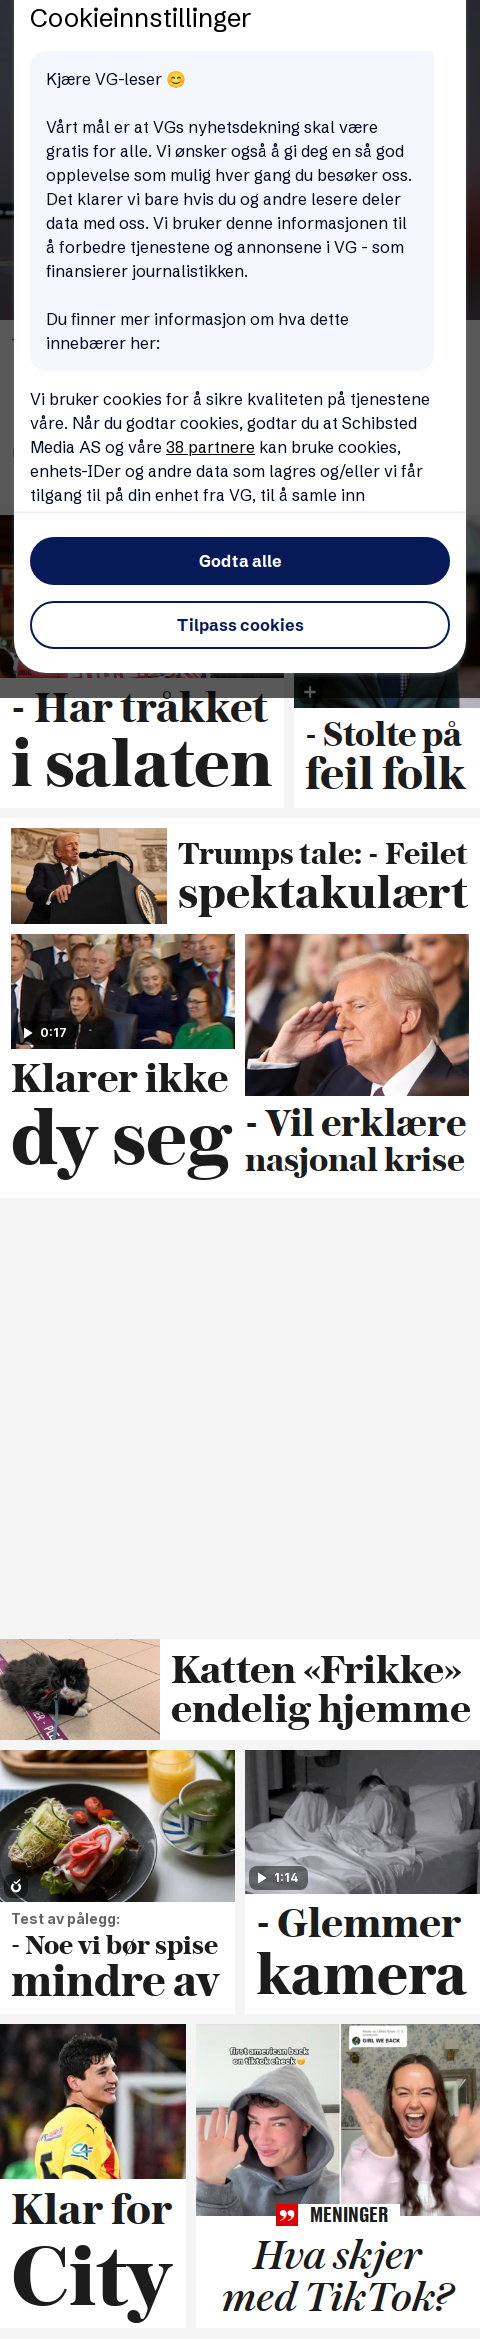 Cookieinnstillinger
Kjære VG-leser 😊
Vårt mål er at VGs nyhetsdekning skal være
gratis for alle. Vi ønsker også å gi deg en så god
opplevelse som mulig hver gang du besøker oss.
Det klarer vi bare hvis du og andre lesere deler
data med oss. Vi bruker denne informasjonen til
å forbedre tjenestene og annonsene i VG - som
finansierer journalistikken.
Du finner mer informasjon om hva dette
innebærer her:
Vi bruker cookies for å sikre kvaliteten på tjenestene
våre. Når du godtar cookies, godtar du at Schibsted
Media AS og våre 38 partnere kan bruke cookies,
enhets-IDer og andre data som lagres og/eller vi får
tilgang til på din enhet fra VG, til å samle inn
Godta alle
Tilpass cookies
- Har tråkket
i salaten
- Stolte på
feil folk
Trumps tale: - Feilet
spektakulært
0:17
Klarer ikke
dy seg
- Vil erklære
nasjonal krise
Katten «Frikke»
endelig hjemme
Test av pålegg:
- Noe vi bør spise
mindre av
1:14
- Glemmer
kamera
Klar for
City
first american back
on tiktok check
GIRL WE BACK
MENINGER
Hva skjer
med TikTok?